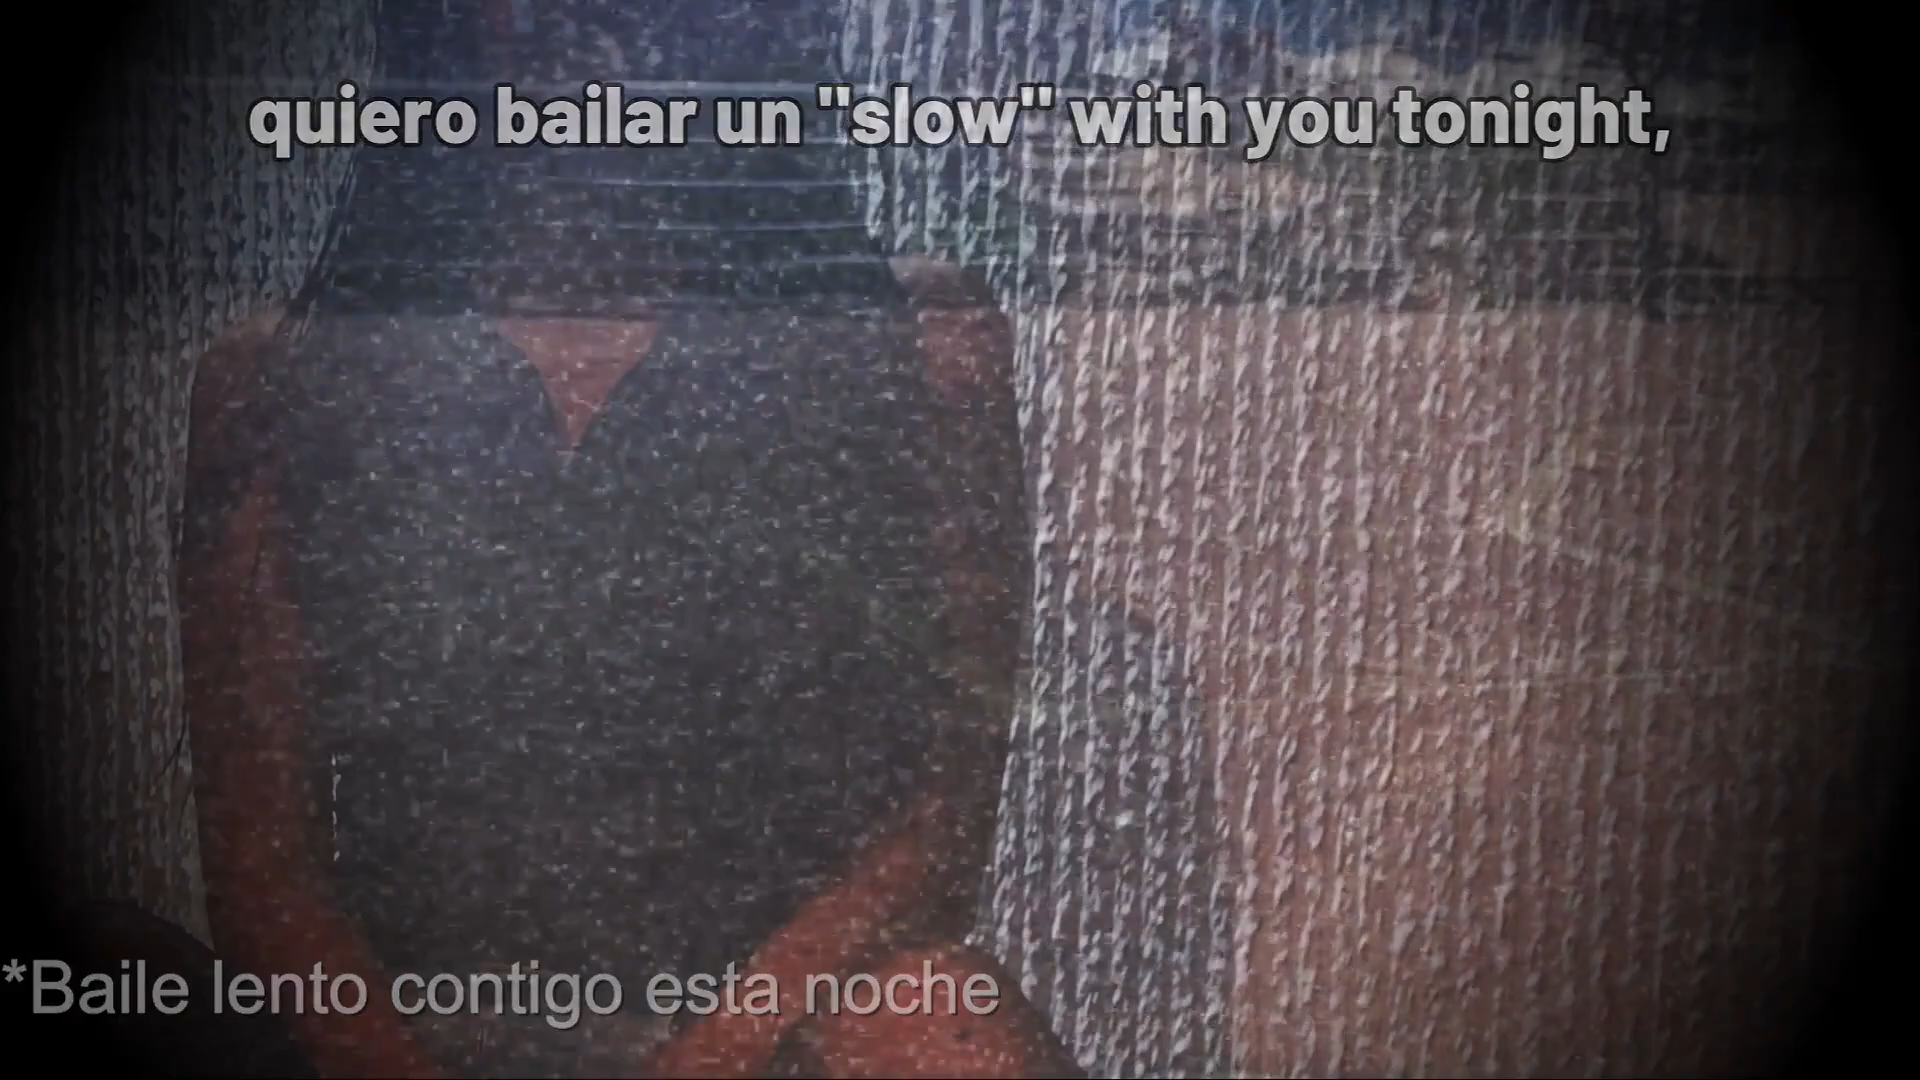 quiero bailar un "slow" with you tonight,
*Baile lento contigo esta noche